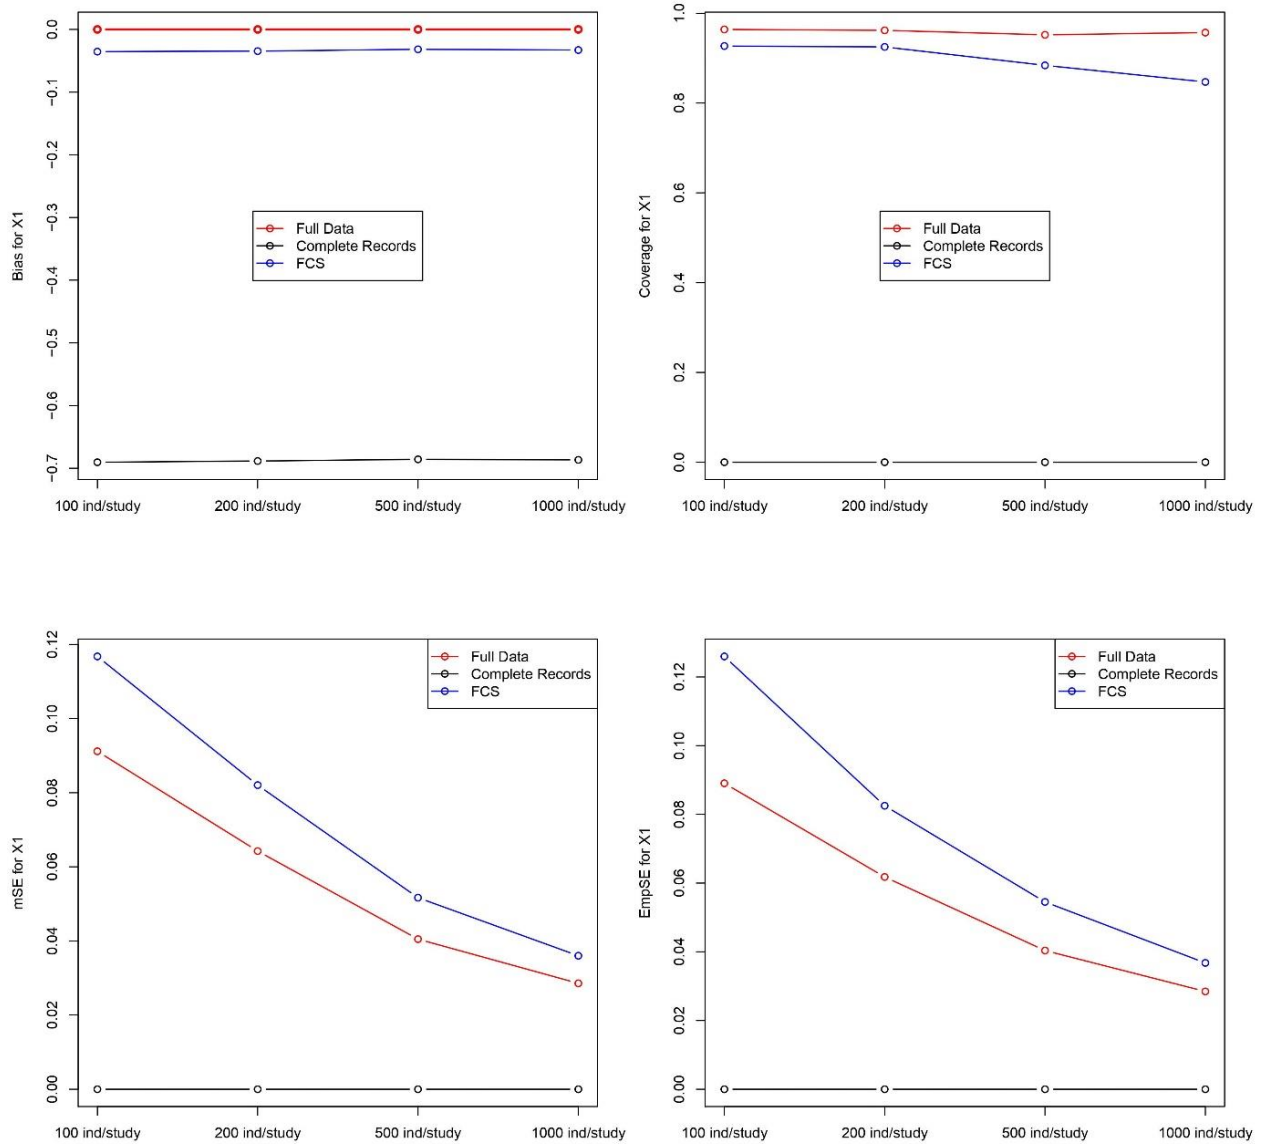 Bias for X1
0.0
−0.1
−0.2
−0.3
−0.4
−0.5
−0.6
−0.7
Full Data
Complete Records
FCS
100 ind/study
200 ind/study
500 ind/study
1000 ind/study
Coverage for X1
1.0
0.8
0.6
0.4
0.2
0.0
Full Data
Complete Records
FCS
100 ind/study
200 ind/study
500 ind/study
1000 ind/study
mSE for X1
0.12
0.10
0.08
0.06
0.04
0.02
0.00
Full Data
Complete Records
FCS
100 ind/study
200 ind/study
500 ind/study
1000 ind/study
EmpSE for X1
0.12
0.10
0.08
0.06
0.04
0.02
0.00
Full Data
Complete Records
FCS
100 ind/study
200 ind/study
500 ind/study
1000 ind/study